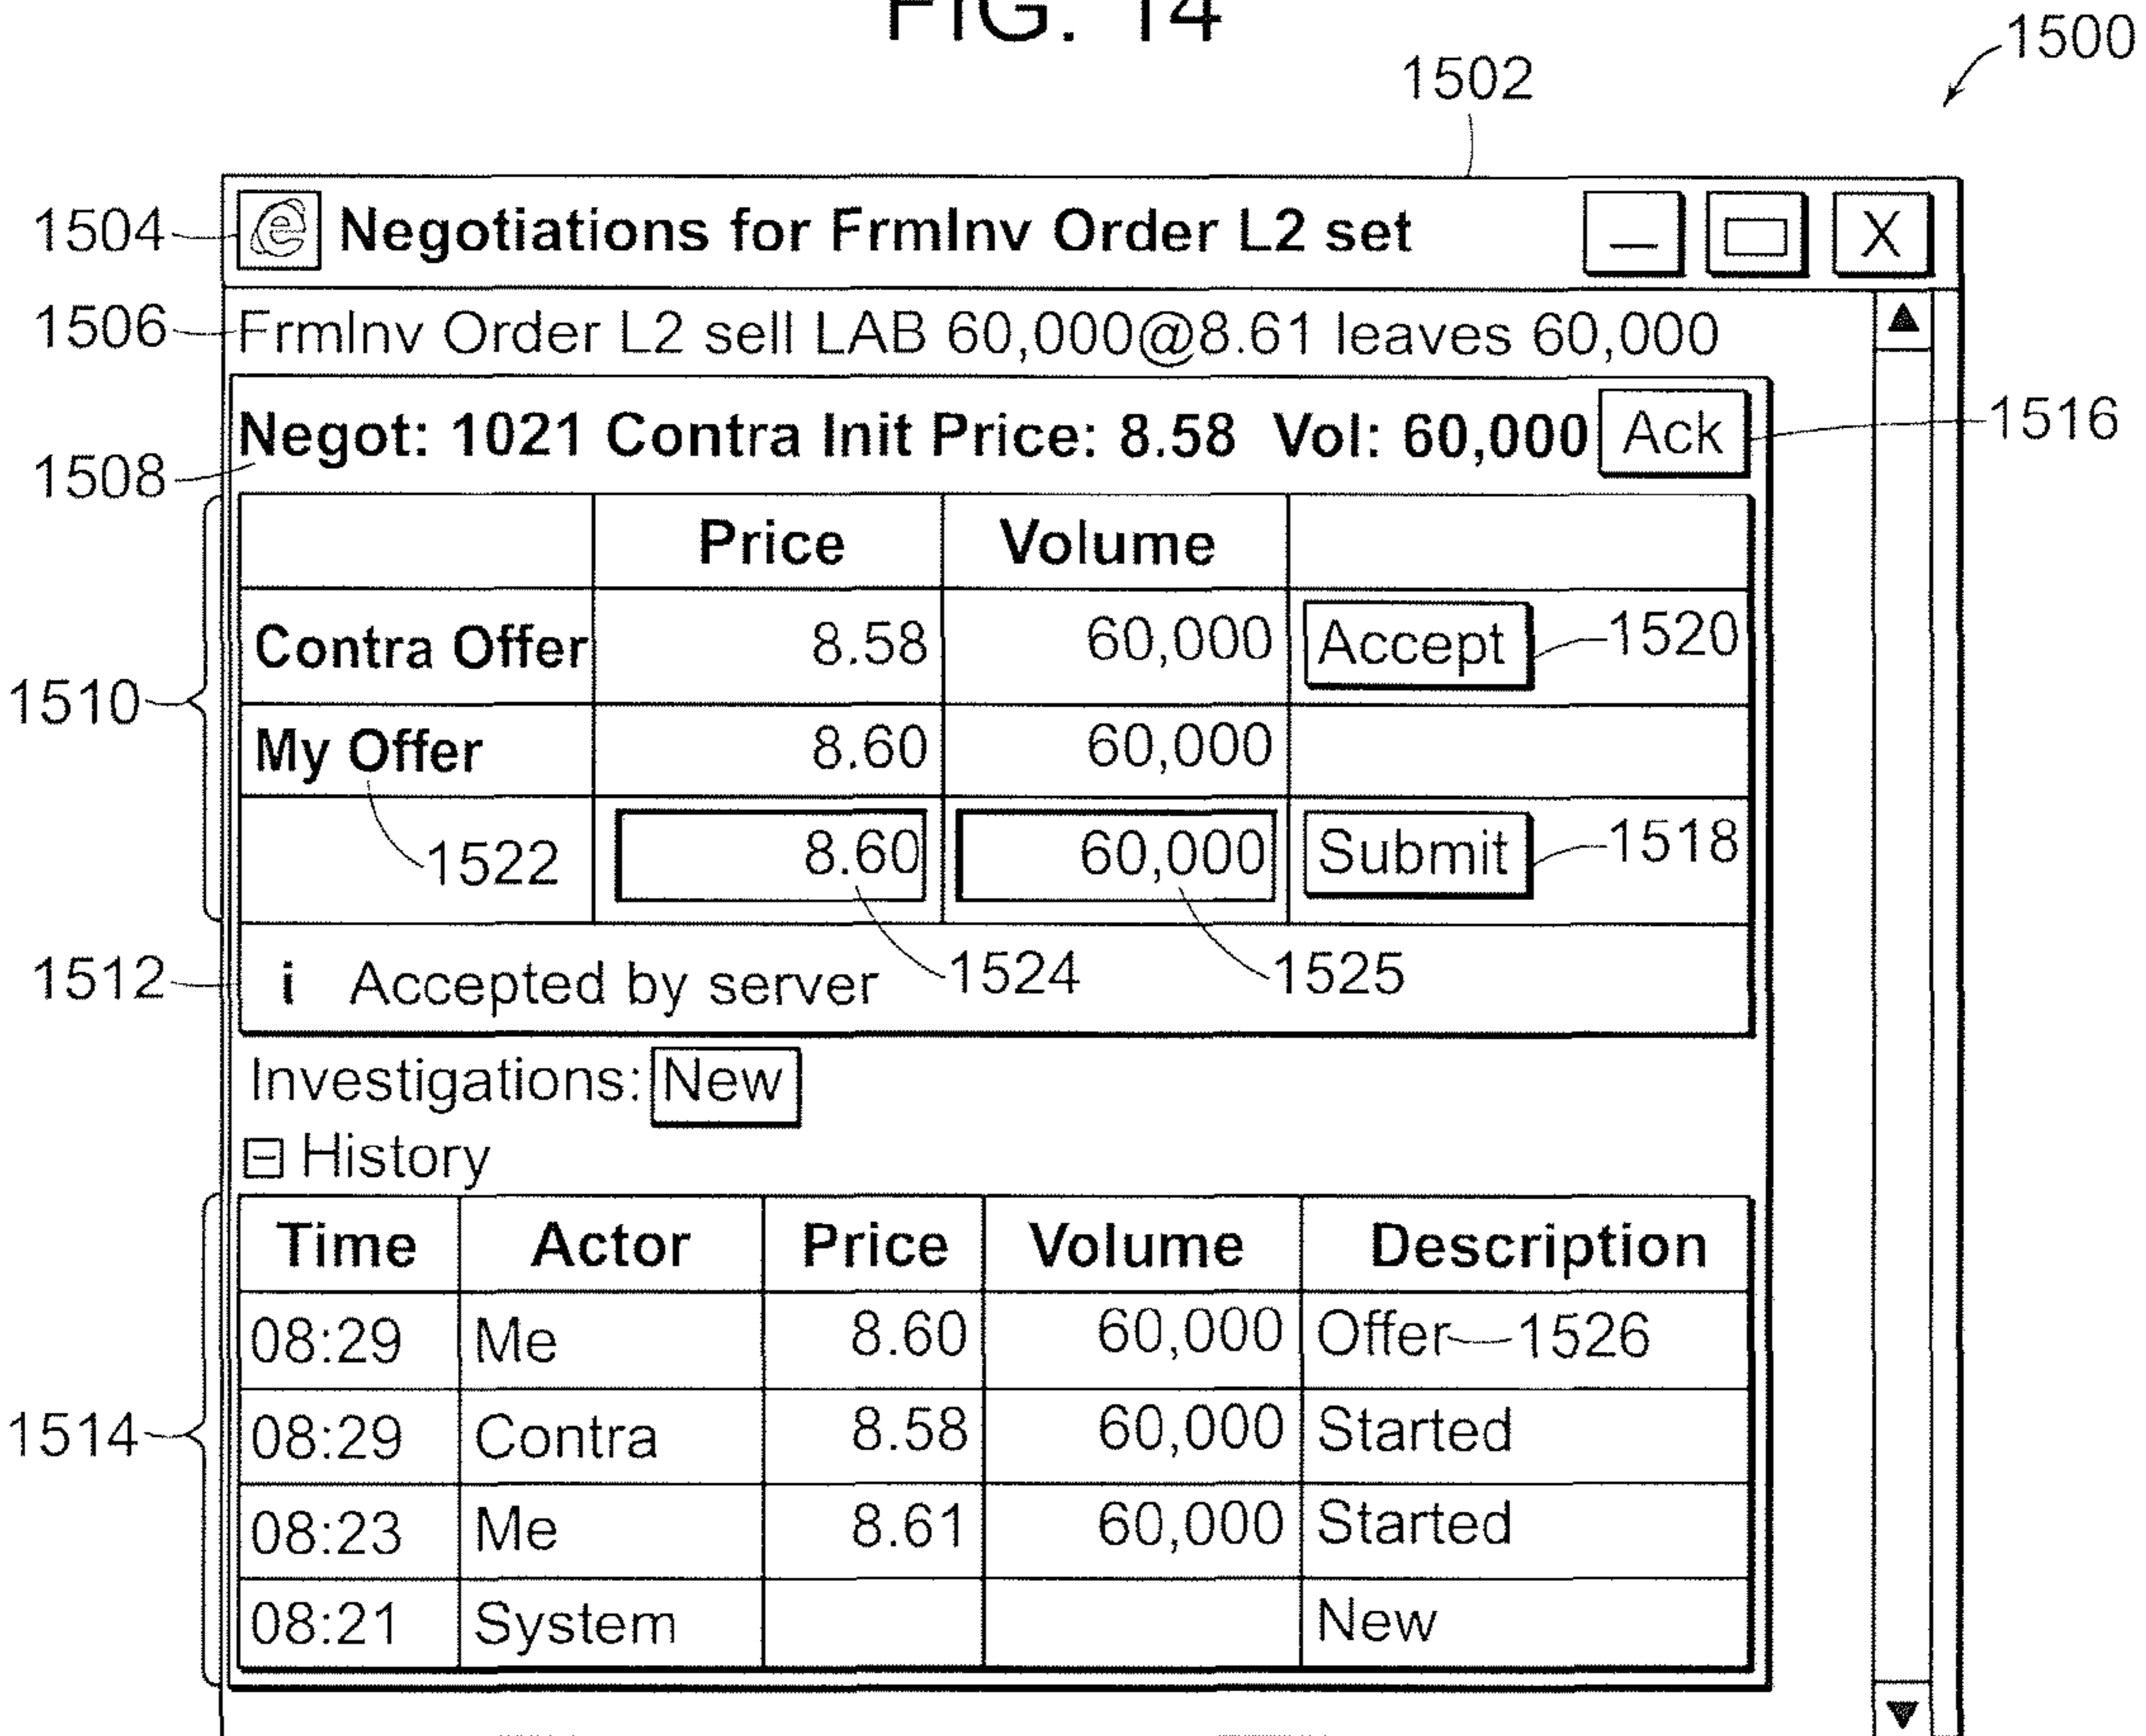 FIG. 14
1500
1502
1504 Negotiations for FrmInv Order L2 set X
1506 FrmInv Order L2 sell LAB 60,000@8.61 leaves 60,000
Negot: 1021 Contra Init Price: 8.58 Vol: 60,000 Ack 1516
1508
Price Volume
Contra Offer 8.58 60,000 Accept 1520
1510
My Offer 8.60 60,000
1522 8.60 60,000 Submit 1518
1512 i Accepted by server 1524 1525
Investigations: New
History
Time Actor Price Volume Description
08:29 Me 8.60 60,000 Offer 1526
1514 08:29 Contra 8.58 60,000 Started
08:23 Me 8.61 60,000 Started
08:21 System New